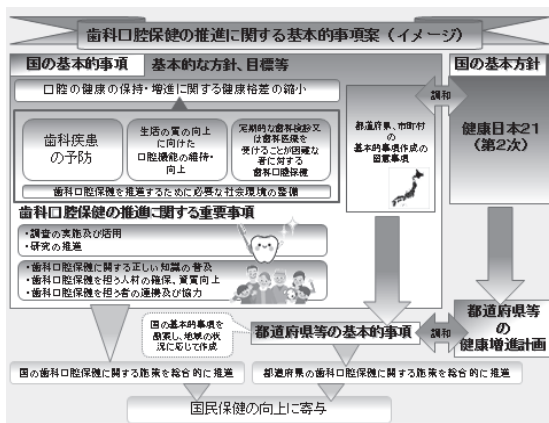 歯科口腔保健の推進に関する基本的事項案（イメージ）
国の基本的事項　基本的な方針、目標等
口腔の健康の保持・増進に関する健康格差の縮小
歯科疾患
の予防
生活の質の向上
に向けた
口腔機能の維持・
向上
定期的な歯科検診又
は歯科医療を
受けることが困難な
者に対する
歯科口腔保健
歯科口腔保健を推進するために必要な社会環境の整備
歯科口腔保健の推進に関する重要事項
・調査の実施及び活用
・研究の推進
・歯科口腔保健に関する正しい知識の普及
・歯科口腔保健を担う人材の確保、資質向上
・歯科口腔保健を担う者の連携及び協力
都道府県、市町村
の
基本的事項作成の
留意事項
調和
国の基本方針
健康日本21
（第2次）
国の基本的事項を
勘案し、地域の状
況に応じて作成
都道府県等の基本的事項
調和
都道府県等
の
健康増進計画
国の歯科口腔保健に関する施策を総合的に推進
都道府県の歯科口腔保健に関する施策を総合的に推進
国民保健の向上に寄与